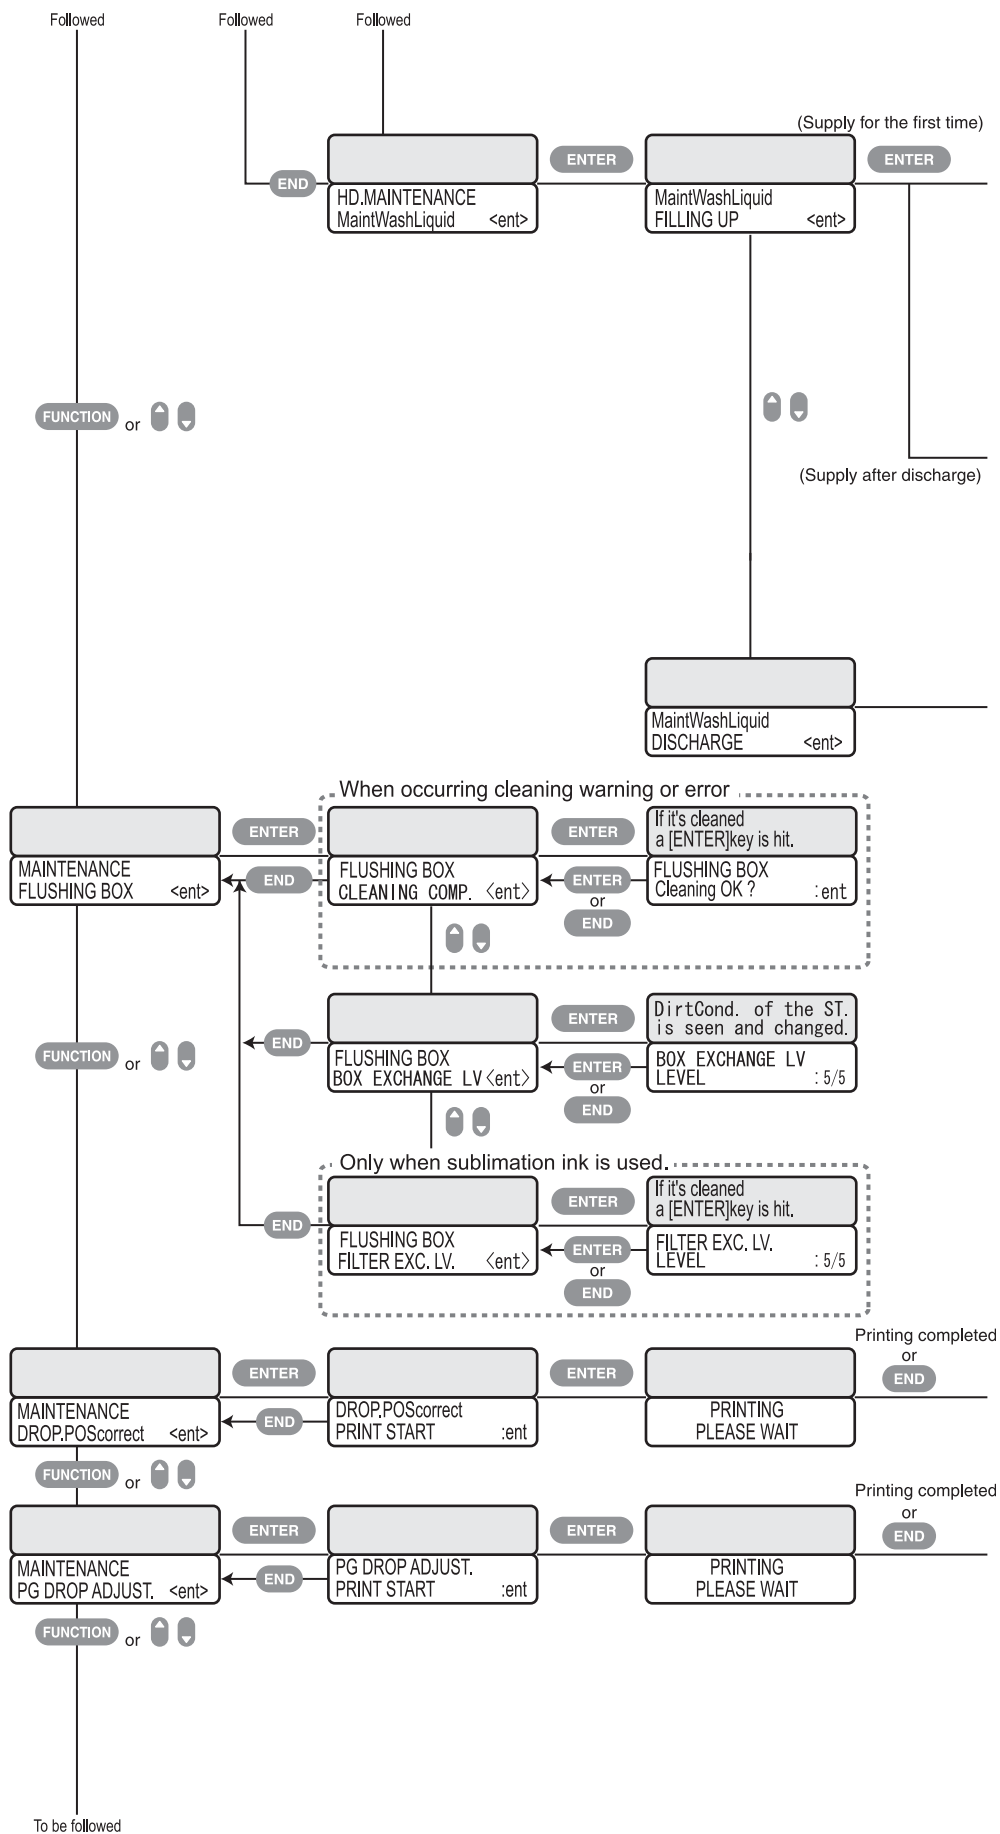 Followed
Followed
Followed
(Supply for the first time)
ENTER
ENTER
END
HD.MAINTENANCE
MaintWashLiquid <ent>
MaintWashLiquid
FILLING UP <ent>
FUNCTION or
(Supply after discharge)
MaintWashLiquid
DISCHARGE <ent>
When occurring cleaning warning or error
ENTER
ENTER
If it's cleaned
a [ENTER]key is hit.
MAINTENANCE
FLUSHING BOX <ent>
END
FLUSHING BOX
CLEANING COMP. <ent>
ENTER
or
END
FLUSHING BOX
Cleaning OK ? :ent
ENTER
DirtCond. of the ST.
is seen and changed.
END
FUNCTION or
FLUSHING BOX
BOX EXCHANGE LV <ent>
ENTER
or
END
BOX EXCHANGE LV
LEVEL : 5/5
Only when sublimation ink is used.
ENTER
If it's cleaned
a [ENTER]key is hit.
END
FLUSHING BOX
FILTER EXC. LV. <ent>
ENTER
or
END
FILTER EXC. LV.
LEVEL : 5/5
Printing completed
or
END
ENTER
ENTER
MAINTENANCE
DROP.POScorrect <ent>
END
DROP.POScorrect
PRINT START :ent
PRINTING
PLEASE WAIT
FUNCTION or
Printing completed
or
END
ENTER
ENTER
MAINTENANCE
PG DROP ADJUST. <ent>
END
PG DROP ADJUST.
PRINT START :ent
PRINTING
PLEASE WAIT
FUNCTION or
To be followed